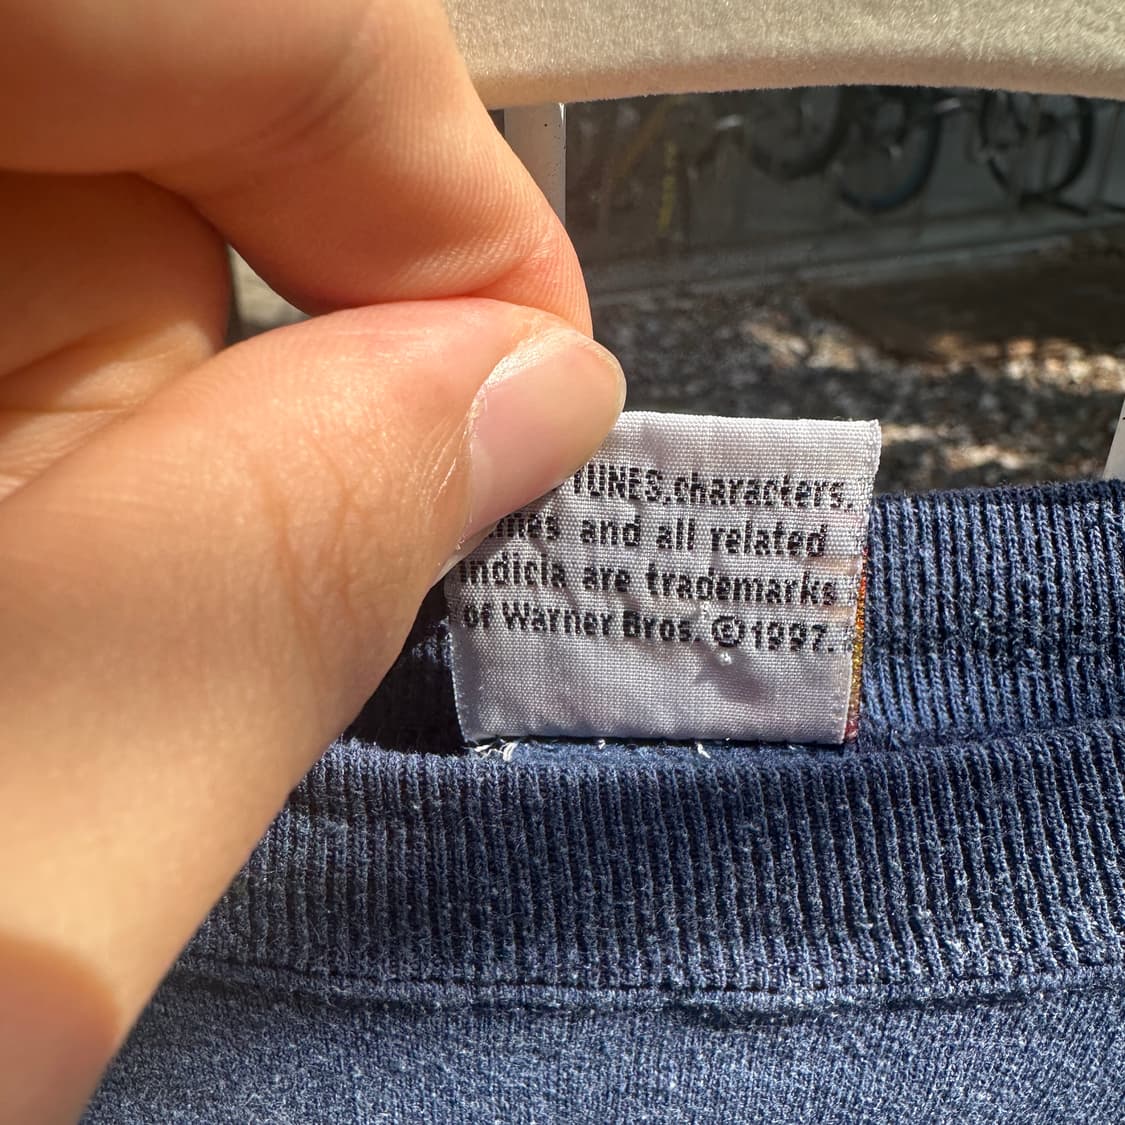 TUNES,characters,
and all related
indicia are trademarks
of Warner Bros. ©1997.